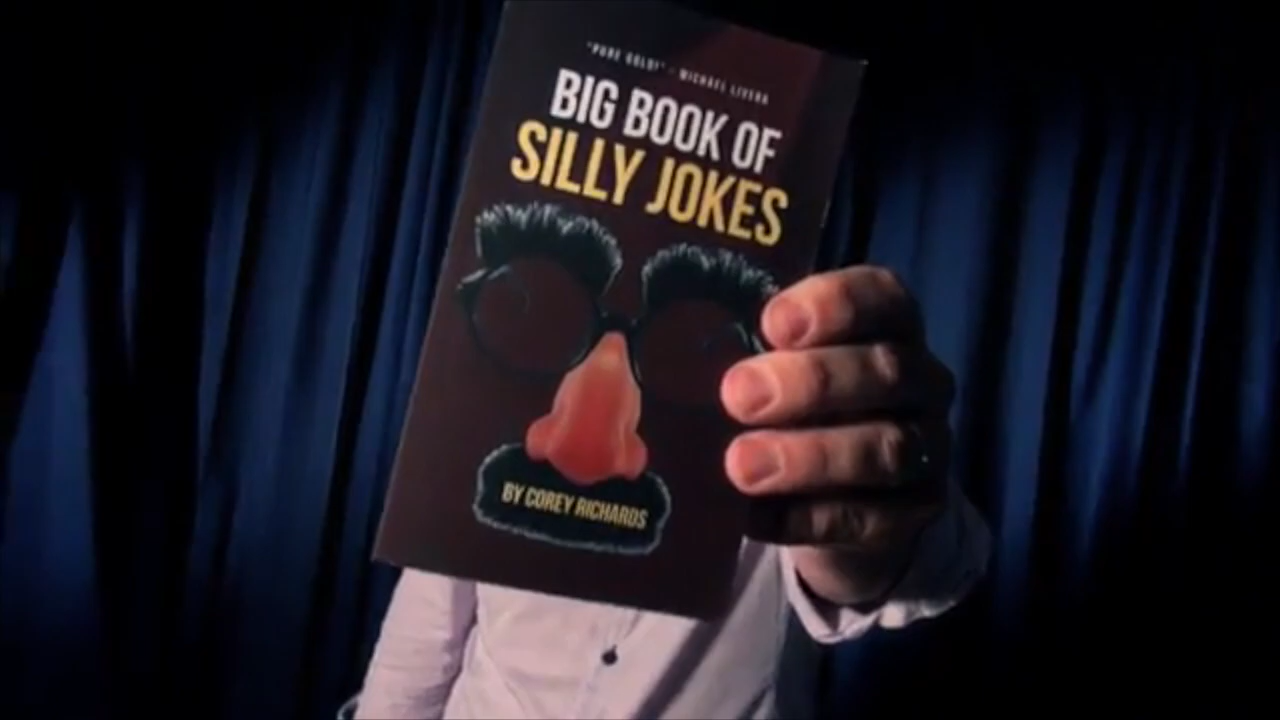 "PURE GOLD!" - MICHAEL LIVERA
BIG BOOK OF
SILLY JOKES
BY COREY RICHARDS